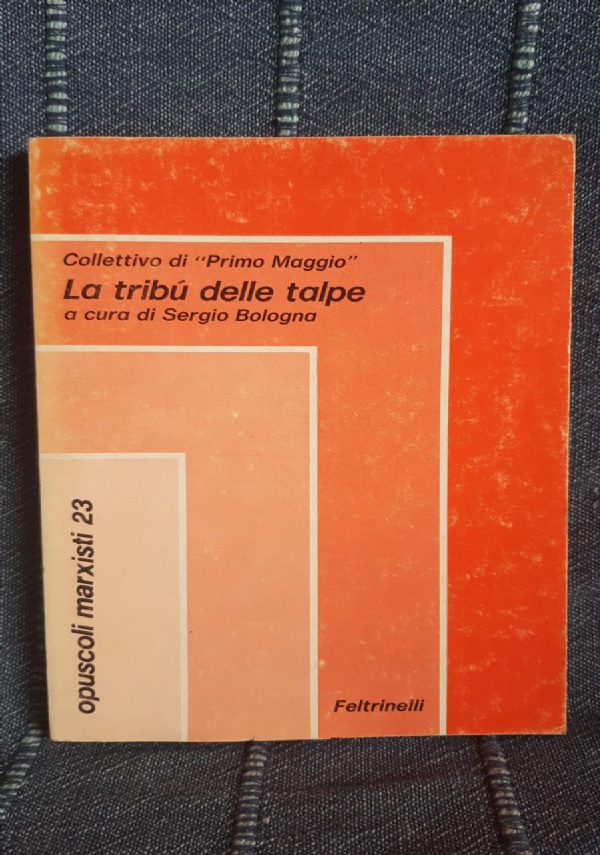 Collettivo di “Primo Maggio”
La tribú delle talpe
a cura di Sergio Bologna
opuscoli marxisti 23
Feltrinelli